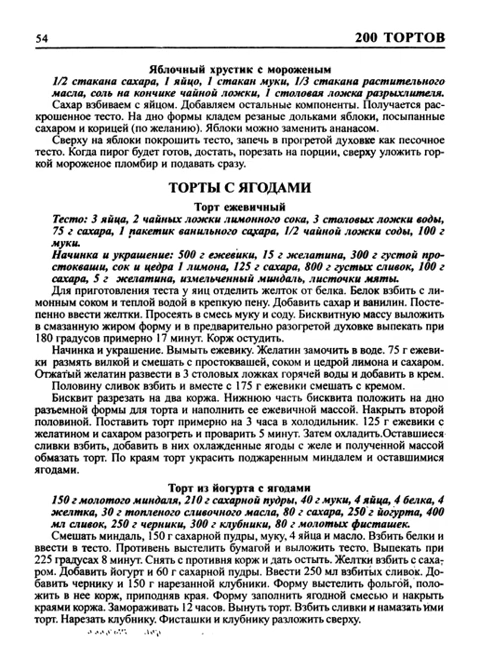 54
200 ТОРТОВ
Яблочный хрустик с мороженым
1/2 стакана сахара, 1 яйцо, 1 стакан муки, 1/3 стакана растительного
масла, соль на кончике чайной ложки, 1 столовая ложка разрыхлителя.
Сахар взбиваем с яйцом. Добавляем остальные компоненты. Получается рас-
крошенное тесто. На дно формы кладем резаные дольками яблоки, посыпанные
сахаром и корицей (по желанию). Яблоки можно заменить ананасом.
Сверху на яблоки покрошить тесто, запечь в прогретой духовке как песочное
тесто. Когда пирог будет готов, достать, порезать на порции, сверху уложить гор-
кой мороженое пломбир и подавать сразу.
ТОРТЫ С ЯГОДАМИ
Торт ежевичный
Тесто: 3 яйца, 2 чайных ложки лимонного сока, 3 столовых ложки воды,
75 г сахара, 1 пакетик ванильного сахара, 1/2 чайной ложки соды, 100 г
муки.
Начинка и украшение: 500 г ежевики, 15 г желатина, 300 г густой про-
стокваши, сок и цедра 1 лимона, 125 г сахара, 800 г густых сливок, 100 г
сахара, 5 г желатина, измельченный миндаль, листочки мяты.
Для приготовления теста у яиц отделить желток от белка. Белок взбить с ли-
монным соком и теплой водой в крепкую пену. Добавить сахар и ванилин. Посте-
пенно ввести желтки. Просеять в смесь муку и соду. Бисквитную массу выложить
в смазанную жиром форму и в предварительно разогретой духовке выпекать при
180 градусов примерно 17 минут. Корж остудить.
Начинка и украшение. Вымыть ежевику. Желатин замочить в воде. 75 г ежеви-
ки размять вилкой и смешать с простоквашей, соком и цедрой лимона и сахаром.
Отжатый желатин развести в 3 столовых ложках горячей воды и добавить в крем.
Половину сливок взбить и вместе с 175 г ежевики смешать с кремом.
Бисквит разрезать на два коржа. Нижнюю часть бисквита положить на дно
разъемной формы для торта и наполнить ее ежевичной массой. Накрыть второй
половиной. Поставить торт примерно на 3 часа в холодильник. 125 г ежевики с
желатином и сахаром разогреть и проварить 5 минут. Затем охладить.Оставшиеся
сливки взбить, добавить в них охлажденные ягоды с желе и полученной массой
обмазать торт. По краям торт украсить поджаренным миндалем и оставшимися
ягодами.
Торт из йогурта с ягодами
150 г молотого миндаля, 210 г сахарной пудры, 40 г муки, 4 яйца, 4 белка, 4
желтка, 30 г топленого сливочного масла, 80 г сахара, 250 г йогурта, 400
мл сливок, 250 г черники, 300 г клубники, 80 г молотых фисташек.
Смешать миндаль, 150 г сахарной пудры, муку, 4 яйца и масло. Взбить белки и
ввести в тесто. Противень выстелить бумагой и выложить тесто. Выпекать при
225 градусах 8 минут. Снять с противня корж и дать остыть. Желтки взбить с саха-
ром. Добавить йогурт и 60 г сахарной пудры. Ввести 250 мл взбитых сливок. До-
бавить чернику и 150 г нарезанной клубники. Форму выстелить фольгой, поло-
жить в нее корж, приподняв края. Форму заполнить ягодной смесью и накрыть
краями коржа. Замораживать 12 часов. Вынуть торт. Взбить сливки и намазать ими
торт. Нарезать клубнику. Фисташки и клубнику разложить сверху.